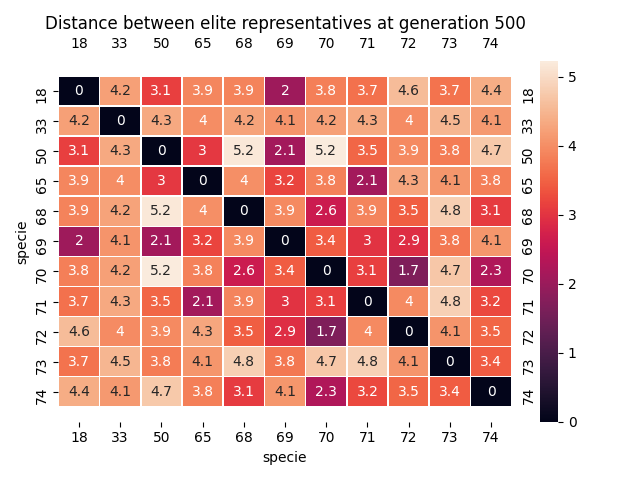 Distance between elite representatives at generation 500
18 33 50 65 68 69 70 71 72 73 74
18 0 4.2 3.1 3.9 3.9 2 3.8 3.7 4.6 3.7 4.4 18
33 4.2 0 4.3 4 4.2 4.1 4.2 4.3 4 4.5 4.1 33
50 3.1 4.3 0 3 5.2 2.1 5.2 3.5 3.9 3.8 4.7 50
65 3.9 4 3 0 4 3.2 3.8 2.1 4.3 4.1 3.8 65
68 3.9 4.2 5.2 4 0 3.9 2.6 3.9 3.5 4.8 3.1 68
69 2 4.1 2.1 3.2 3.9 0 3.4 3 2.9 3.8 4.1 69
70 3.8 4.2 5.2 3.8 2.6 3.4 0 3.1 1.7 4.7 2.3 70
71 3.7 4.3 3.5 2.1 3.9 3 3.1 0 4 4.8 3.2 71
72 4.6 4 3.9 4.3 3.5 2.9 1.7 4 0 4.1 3.5 72
73 3.7 4.5 3.8 4.1 4.8 3.8 4.7 4.8 4.1 0 3.4 73
74 4.4 4.1 4.7 3.8 3.1 4.1 2.3 3.2 3.5 3.4 0 74
18 33 50 65 68 69 70 71 72 73 74
specie
specie
5
4
3
2
1
0